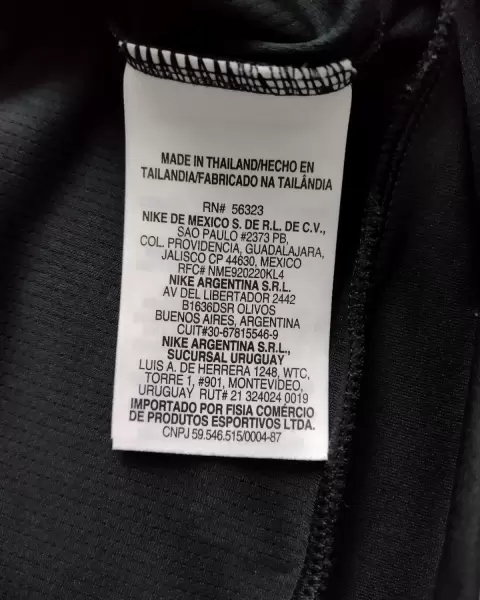 MADE IN THAILAND/HECHO EN
TAILANDIA/FABRICADO NA TAILÂNDIA
RN# 56323
NIKE DE MEXICO S. DE R.L. DE C.V.,
SAO PAULO #2373 PB,
COL. PROVIDENCIA, GUADALAJARA,
JALISCO CP 44630, MEXICO
RFC# NME920220KL4
NIKE ARGENTINA S.R.L.
AV DEL LIBERTADOR 2442
B1636DSR OLIVOS
BUENOS AIRES, ARGENTINA
CUIT#30-67815546-9
NIKE ARGENTINA S.R.L.,
SUCURSAL URUGUAY
LUIS A. DE HERRERA 1248, WTC,
TORRE 1, #901, MONTEVIDEO,
URUGUAY RUT# 21 324024 0019
IMPORTADO POR FISIA COMÉRCIO
DE PRODUTOS ESPORTIVOS LTDA.
CNPJ 59.546.515/0004-87